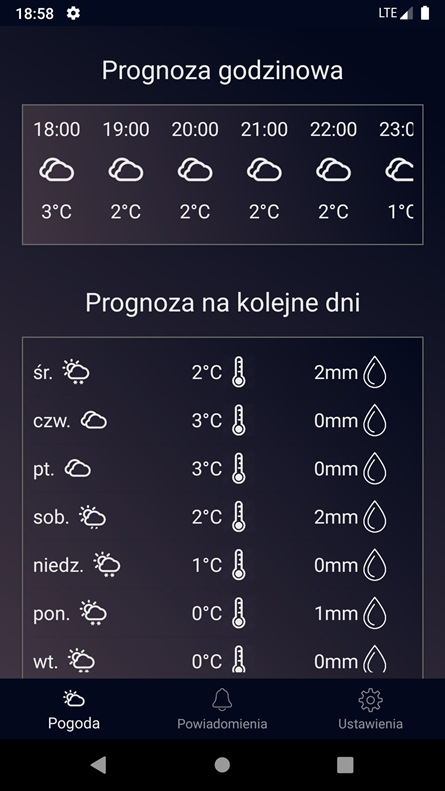 18:58 LTE
Prognoza godzinowa
18:00 19:00 20:00 21:00 22:00 23:0
3°C 2°C 2°C 2°C 2°C 1°C
Prognoza na kolejne dni
śr. 2°C 2mm
czw. 3°C 0mm
pt. 3°C 0mm
sob. 2°C 2mm
niedz. 1°C 0mm
pon. 0°C 1mm
wt. 0°C 0mm
Pogoda Powiadomienia Ustawienia